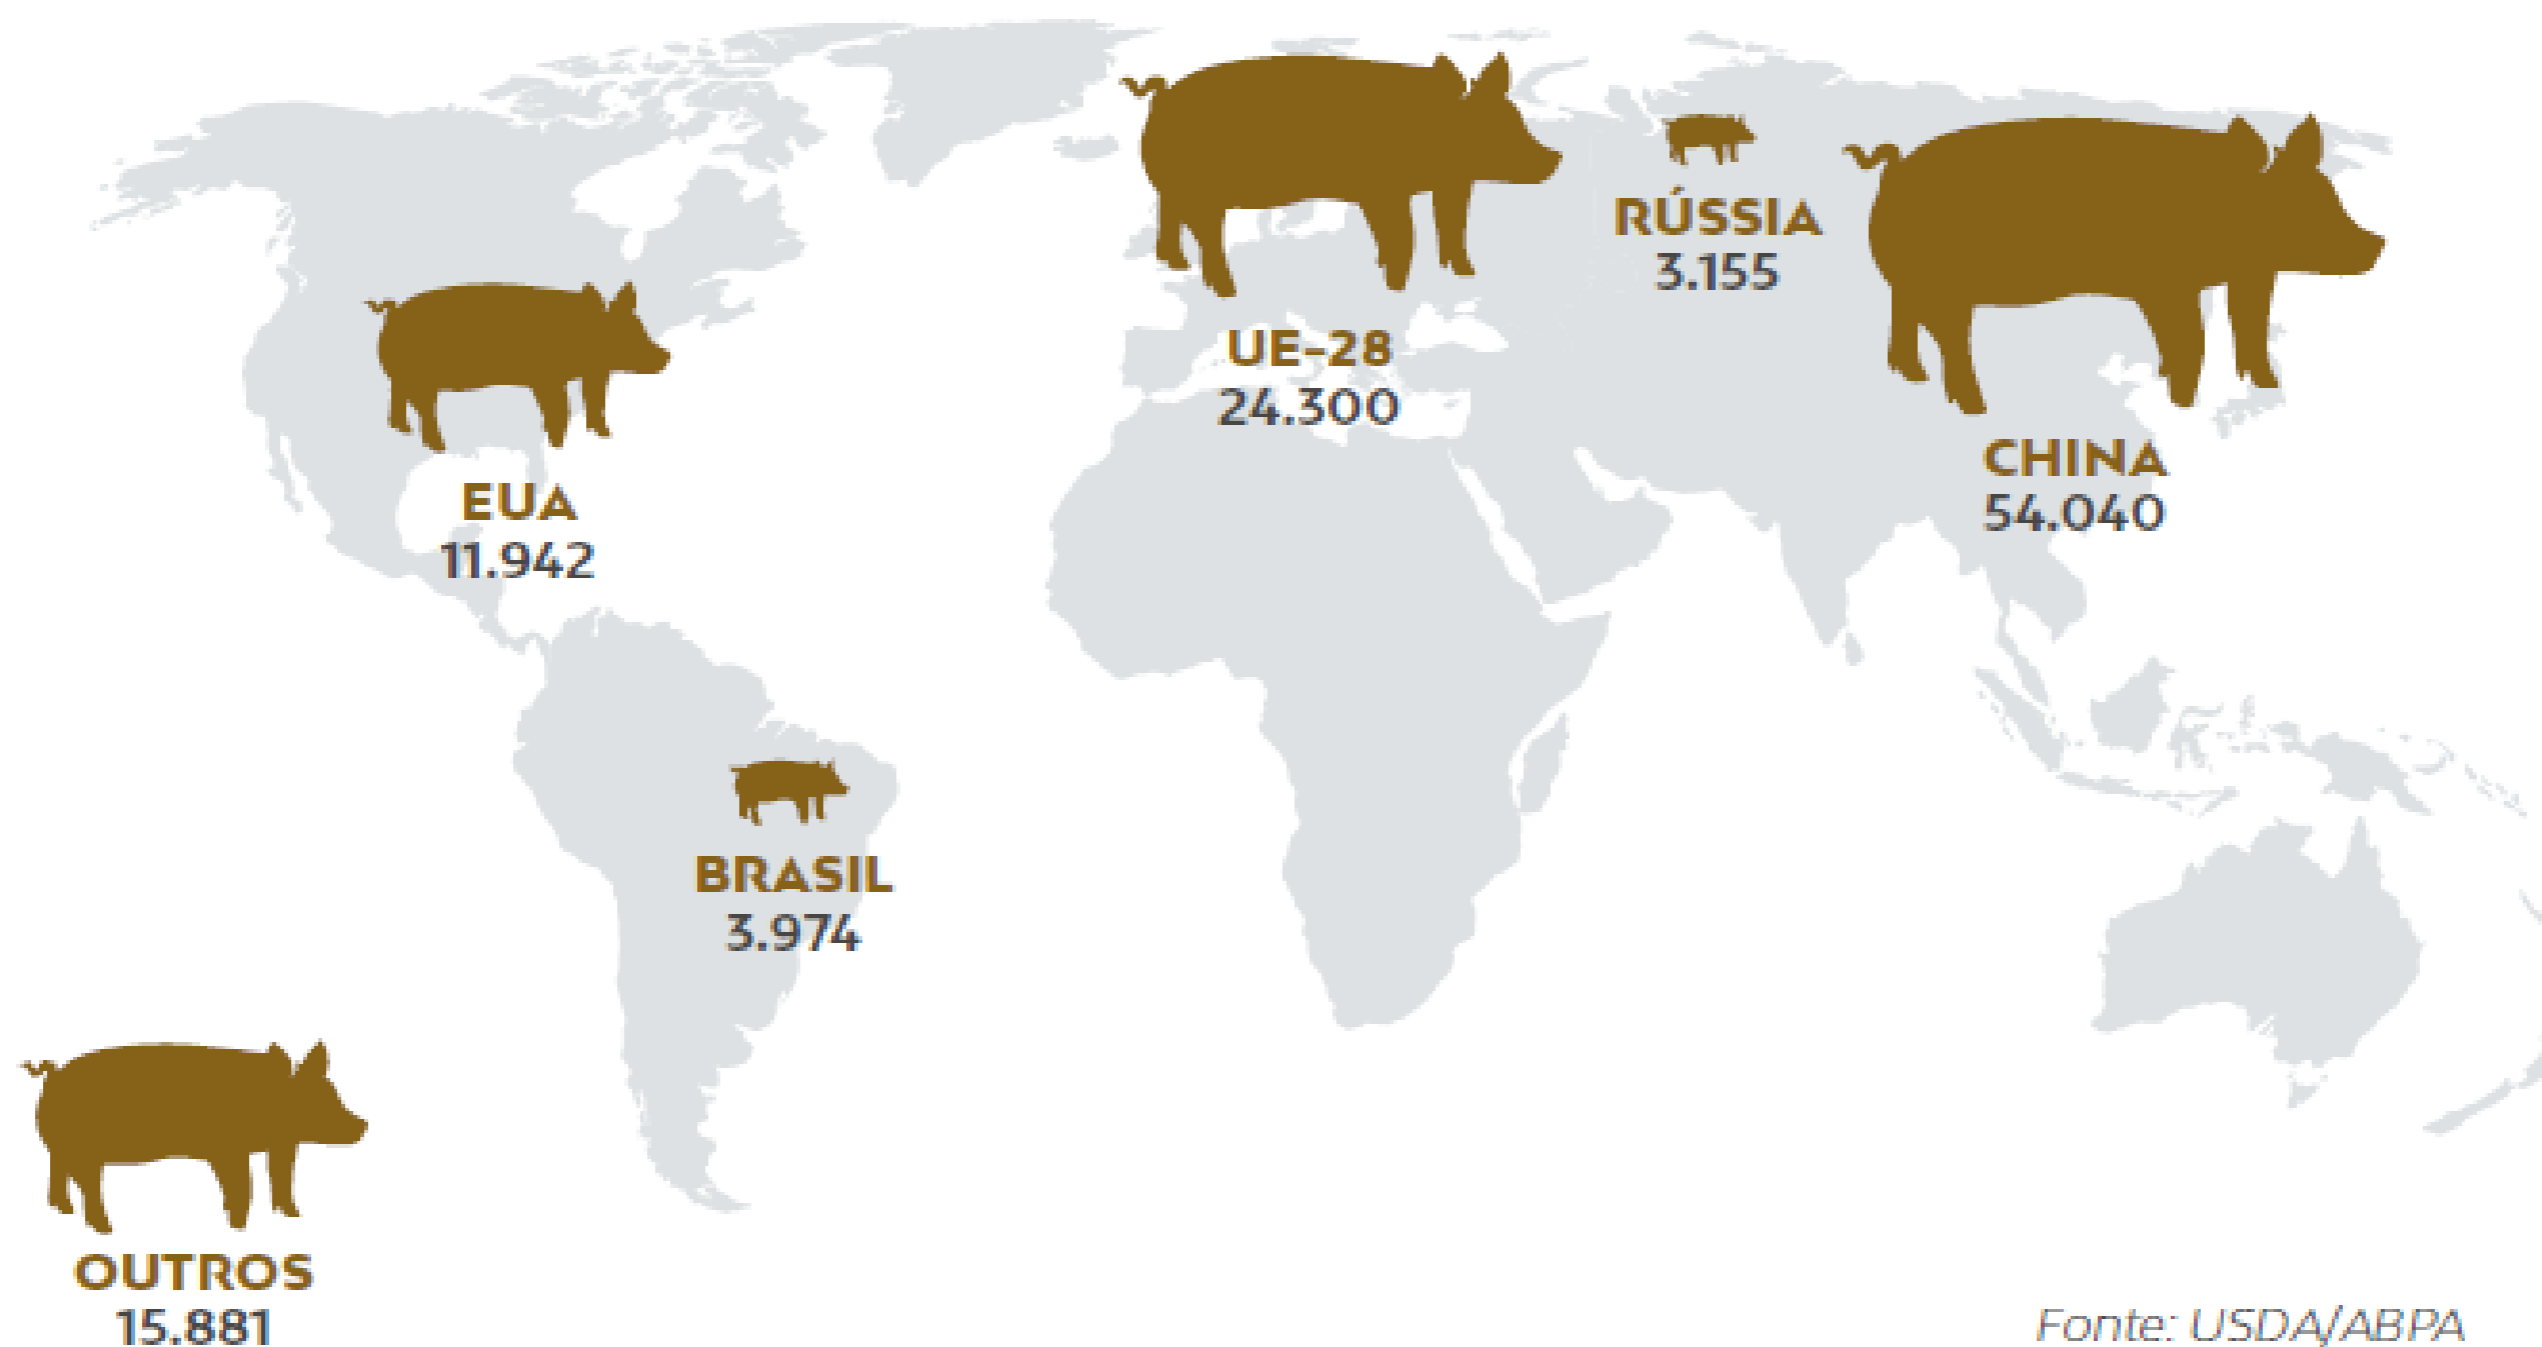 RÚSSIA
3.155
UE-28
24.300
CHINA
54.040
EUA
11.942
BRASIL
3.974
OUTROS
15.881
Fonte: USDA/ABPA